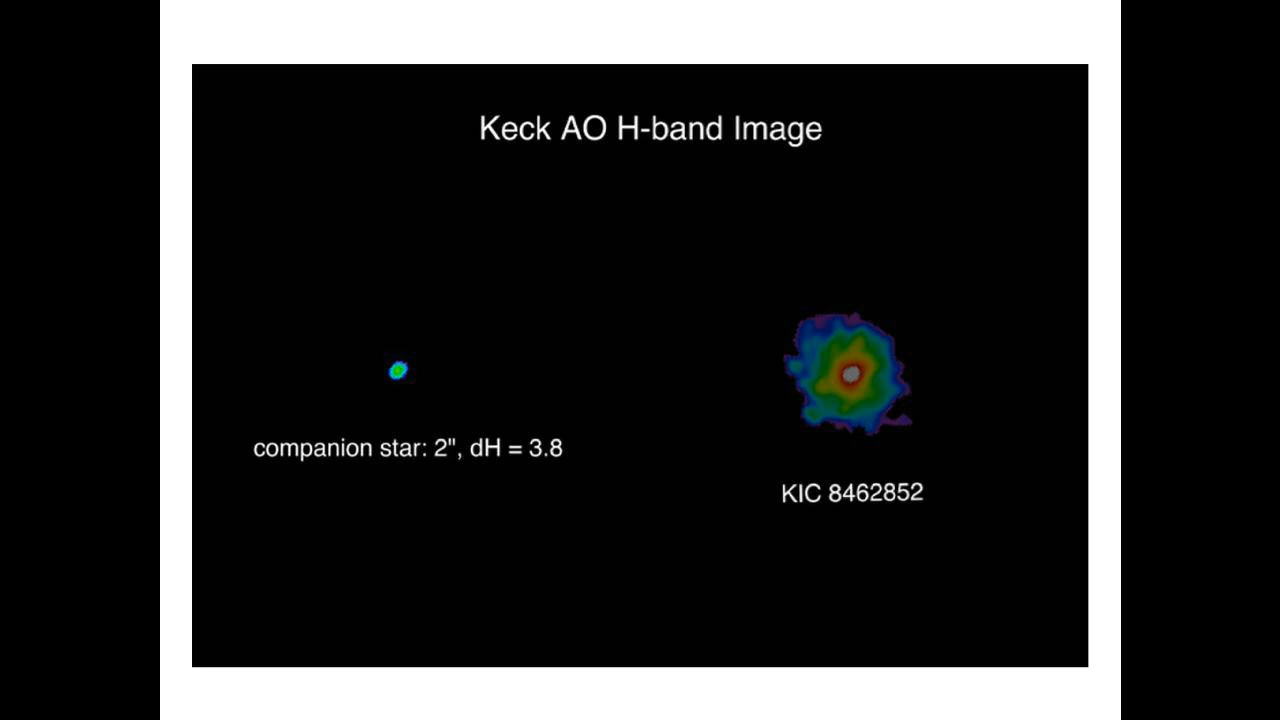 Keck AO H-band Image
companion star: 2", dH = 3.8
KIC 8462852